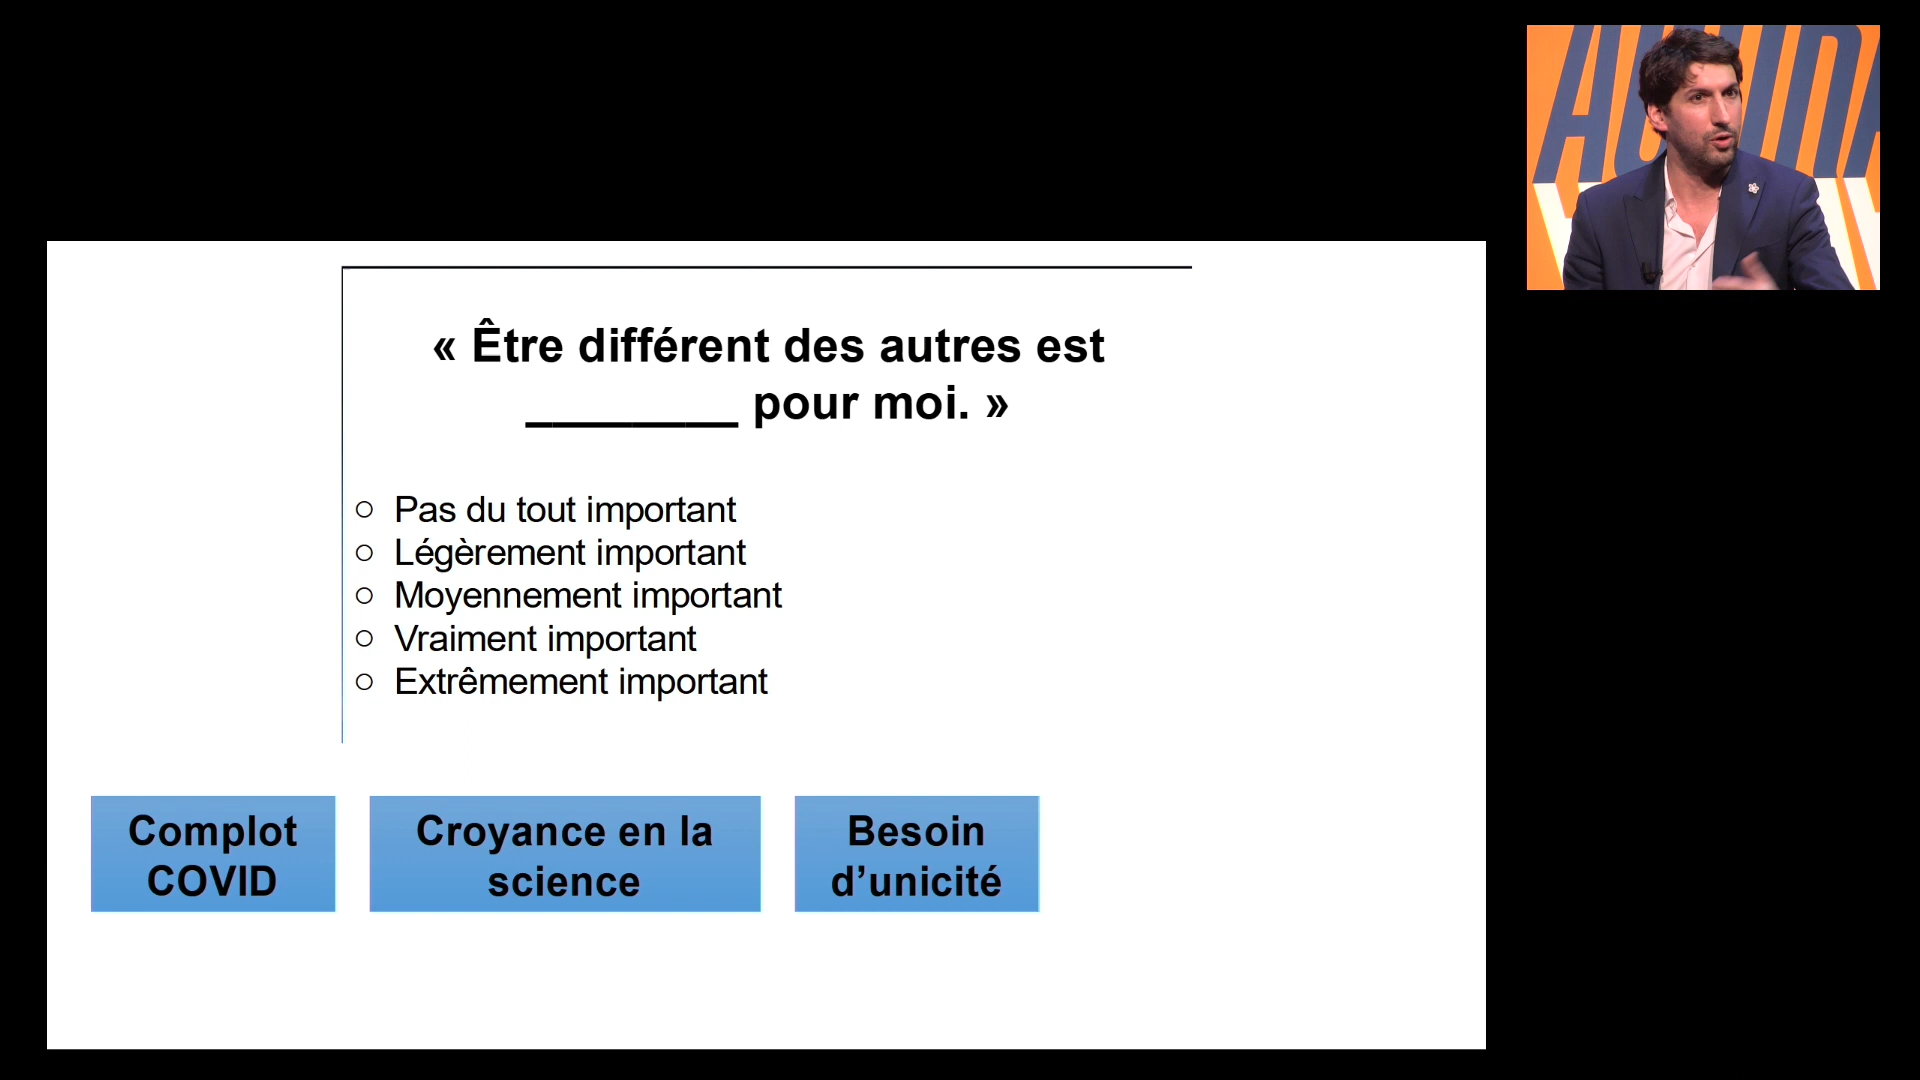 « Être différent des autres est
________ pour moi. »
Pas du tout important
Légèrement important
Moyennement important
Vraiment important
Extrêmement important
Complot
COVID
Croyance en la
science
Besoin
d’unicité